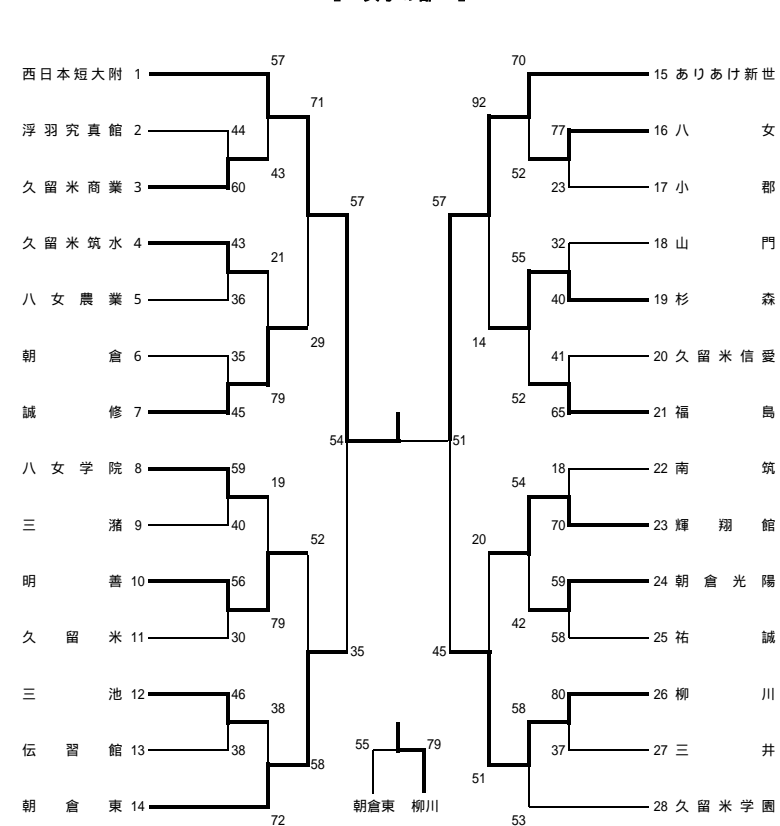 57 70
西日本短大附 1 15 ありあけ新世
71 92
浮羽究真館 2 44 77 16 八女
43 52
久留米商業 3 60 23 17 小郡
57 57
久留米筑水 4 43 32 18 山門
21 55
八女農業 5 36 40 19 杉森
29 14
朝倉 6 35 41 20 久留米信愛
79 52
誠修 7 45 65 21 福島
54 51
八女学院 8 59 18 22 南筑
19 54
三潴 9 40 70 23 輝翔館
52 20
明善 10 56 59 24 朝倉光陽
79 42
久留米 11 30 58 25 祐誠
35 45
三池 12 46 80 26 柳川
38 58
伝習館 13 38 55 79 37 27 三井
58 51
朝倉東 14 朝倉東 柳川 28 久留米学園
72 53